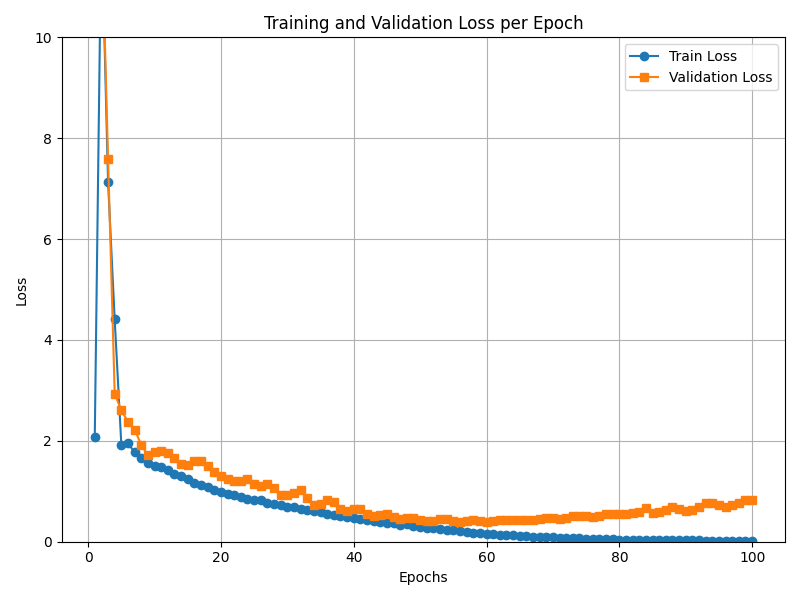 Training and Validation Loss per Epoch
Train Loss
Validation Loss
10
8
6
4
2
0
Loss
0 20 40 60 80 100
Epochs